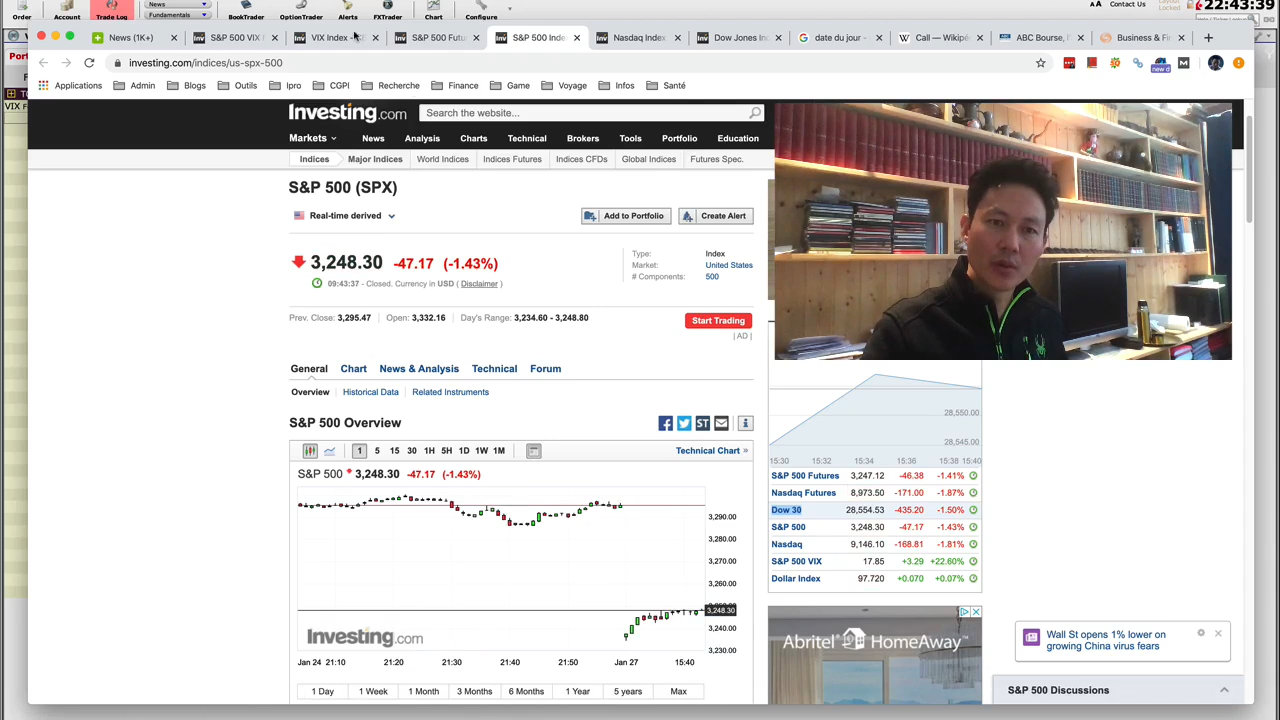 Order Account Trade Log News Fundamentals BookTrader OptionTrader Alerts FXTrader Chart Configure Contact Us 22:43:39
News (1K+) S&P 500 VIX VIX Index - S&P 500 Futu S&P 500 Inde Nasdaq Index Dow Jones In date du jour - Call — Wikipé ABC Bourse, Business & Fi
investing.com/indices/us-spx-500
new d
Applications Admin Blogs Outils Ipro CGPI Recherche Finance Game Voyage Infos Santé
Investing.com Search the website...
Markets News Analysis Charts Technical Brokers Tools Portfolio Education
Indices Major Indices World Indices Indices Futures Indices CFDs Global Indices Futures Spec.
S&P 500 (SPX)
Real-time derived Add to Portfolio Create Alert
3,248.30 -47.17 (-1.43%)
09:43:37 - Closed. Currency in USD ( Disclaimer )
Type: Index
Market: United States
# Components: 500
Prev. Close: 3,295.47 Open: 3,332.16 Day's Range: 3,234.60 - 3,248.80
Start Trading
| AD |
General Chart News & Analysis Technical Forum
Overview Historical Data Related Instruments
S&P 500 Overview
1 5 15 30 1H 5H 1D 1W 1M Technical Chart »
S&P 500 3,248.30 -47.17 (-1.43%)
3,290.00
3,280.00
3,270.00
3,260.00
3,248.30
3,240.00
3,230.00
Investing.com
Jan 24 21:10 21:20 21:30 21:40 21:50 Jan 27 15:40
1 Day 1 Week 1 Month 3 Months 6 Months 1 Year 5 years Max
28,550.00
28,545.00
15:30 15:32 15:34 15:36 15:38 15:40
S&P 500 Futures 3,247.12 -46.38 -1.41%
Nasdaq Futures 8,973.50 -171.00 -1.87%
Dow 30 28,554.53 -435.20 -1.50%
S&P 500 3,248.30 -47.17 -1.43%
Nasdaq 9,146.10 -168.81 -1.81%
S&P 500 VIX 17.85 +3.29 +22.60%
Dollar Index 97.720 +0.070 +0.07%
Abritel HomeAway
Wall St opens 1% lower on
growing China virus fears
S&P 500 Discussions